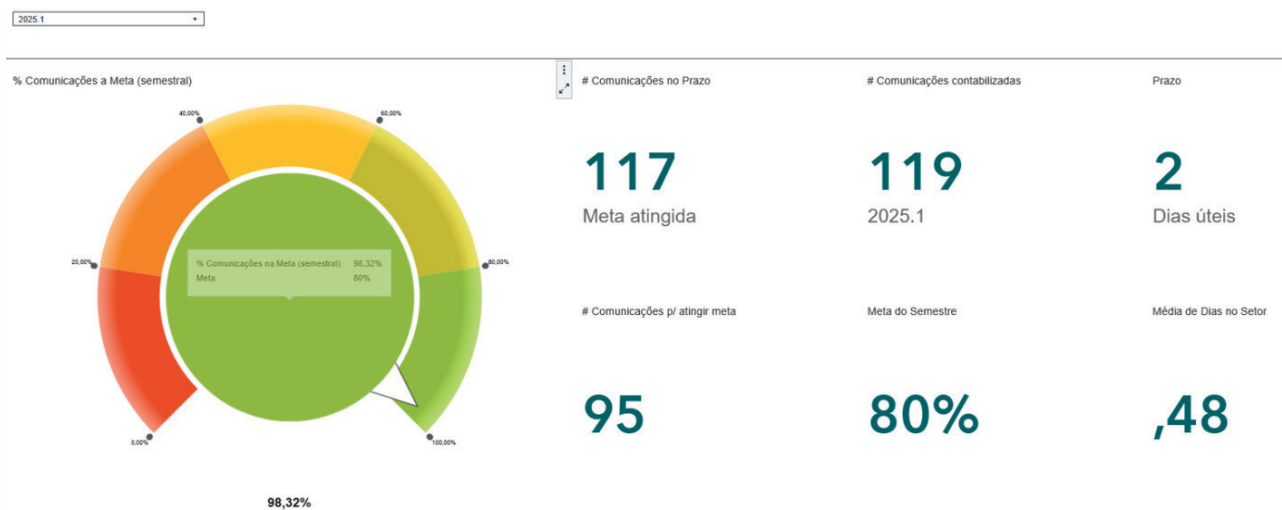 2025.1
% Comunicações a Meta (semestral)
40,00%
60,00%
20,00%
80,00%
% Comunicações na Meta (semestral): 98,32%
Meta: 80%
0,00%
100,00%
98,32%
# Comunicações no Prazo
117
Meta atingida
# Comunicações contabilizadas
119
2025.1
Prazo
2
Dias úteis
# Comunicações p/ atingir meta
95
Meta do Semestre
80%
Média de Dias no Setor
,48